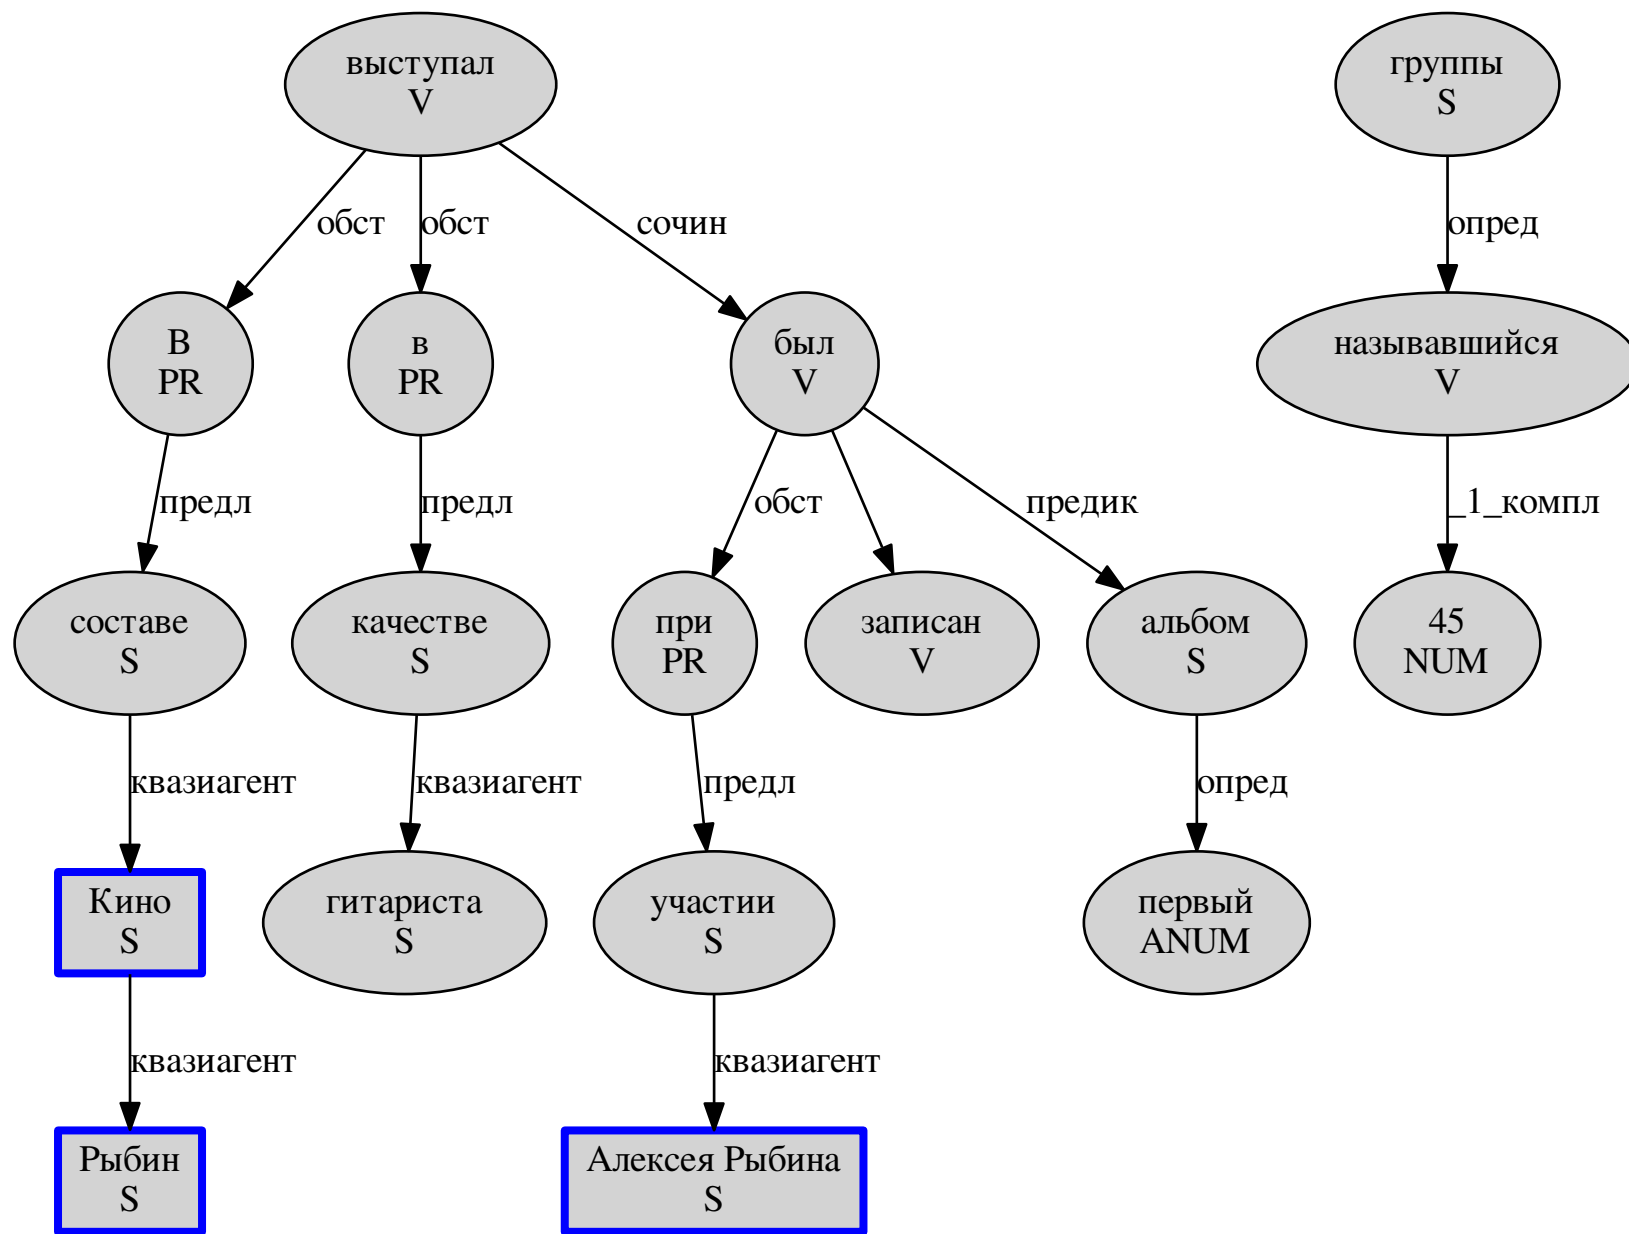 выступал
V
группы
S
обст
обст
сочин
опред
В
PR
в
PR
был
V
называвшийся
V
предл
предл
обст
предик
_1_компл
составе
S
качестве
S
при
PR
записан
V
альбом
S
45
NUM
квазиагент
квазиагент
предл
опред
Кино
S
гитариста
S
участии
S
первый
ANUM
квазиагент
квазиагент
Рыбин
S
Алексея Рыбина
S